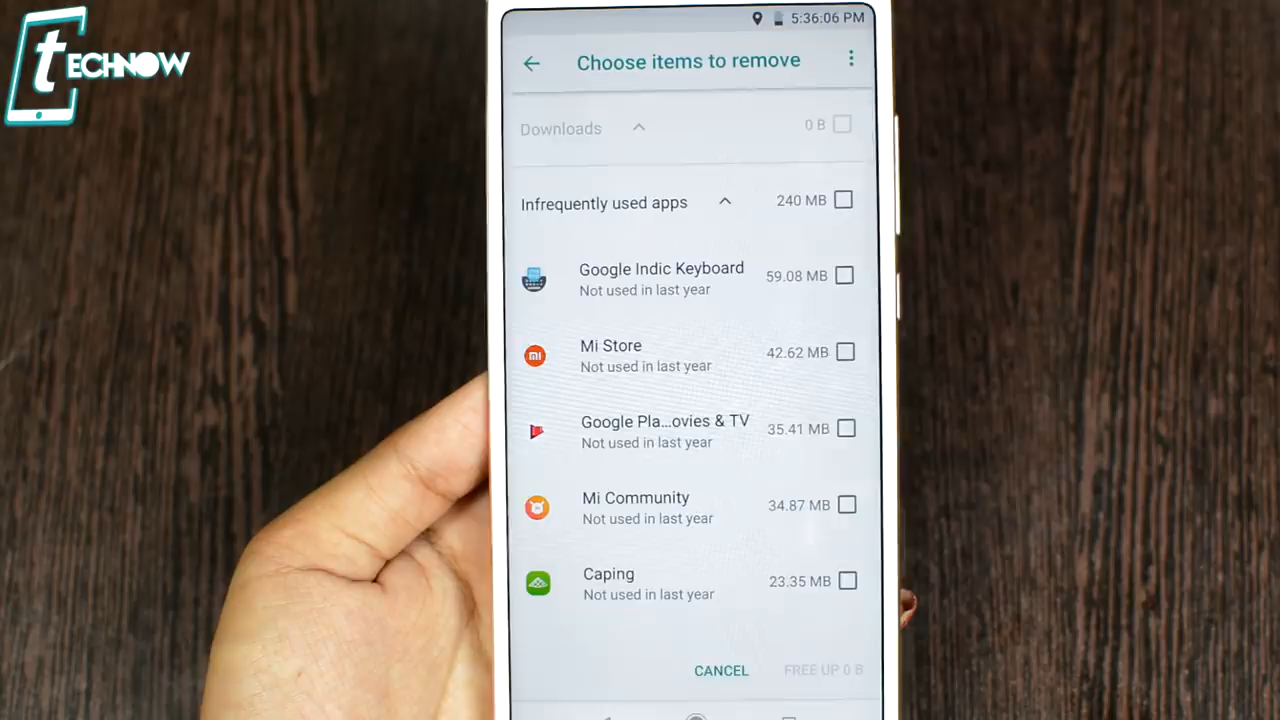 tECHNOW
5:36:06 PM
Choose items to remove
Downloads 0 B
Infrequently used apps 240 MB
Google Indic Keyboard 59.08 MB
Not used in last year
mi Mi Store 42.62 MB
Not used in last year
Google Pla...ovies & TV 35.41 MB
Not used in last year
Mi Community 34.87 MB
Not used in last year
Caping 23.35 MB
Not used in last year
CANCEL FREE UP 0 B